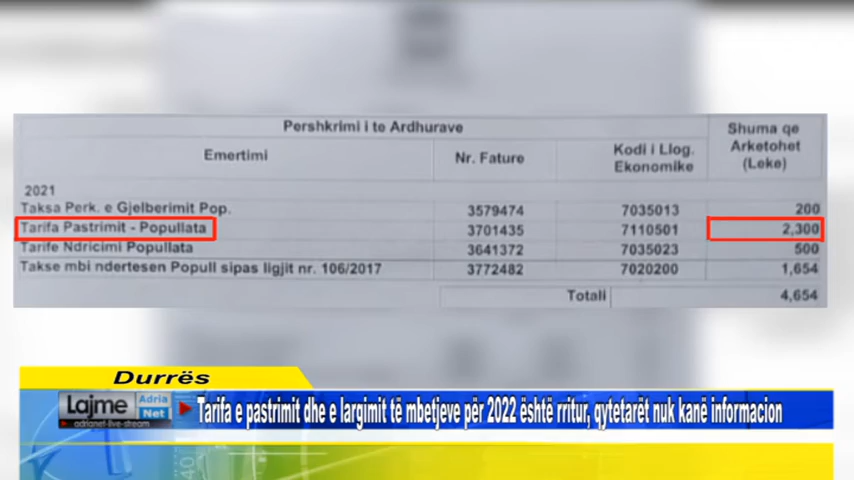 Pershkrimi i te Ardhurave
Emertimi
Nr. Fature
Kodi i Llog. Ekonomike
Shuma qe Arketohet (Leke)
2021
Taksa Perk. e Gjelberimit Pop. 3579474 7035013 200
Tarifa Pastrimit - Popullata 3701435 7110501 2,300
Tarife Ndricimi Popullata 3641372 7035023 500
Takse mbi ndertesen Popull sipas ligjit nr. 106/2017 3772482 7020200 1,654
Totali 4,654
Durrës
Lajme Adria Net
adrianet-live-stream
Tarifa e pastrimit dhe e largimit të mbetjeve për 2022 është rritur, qytetarët nuk kanë informacion